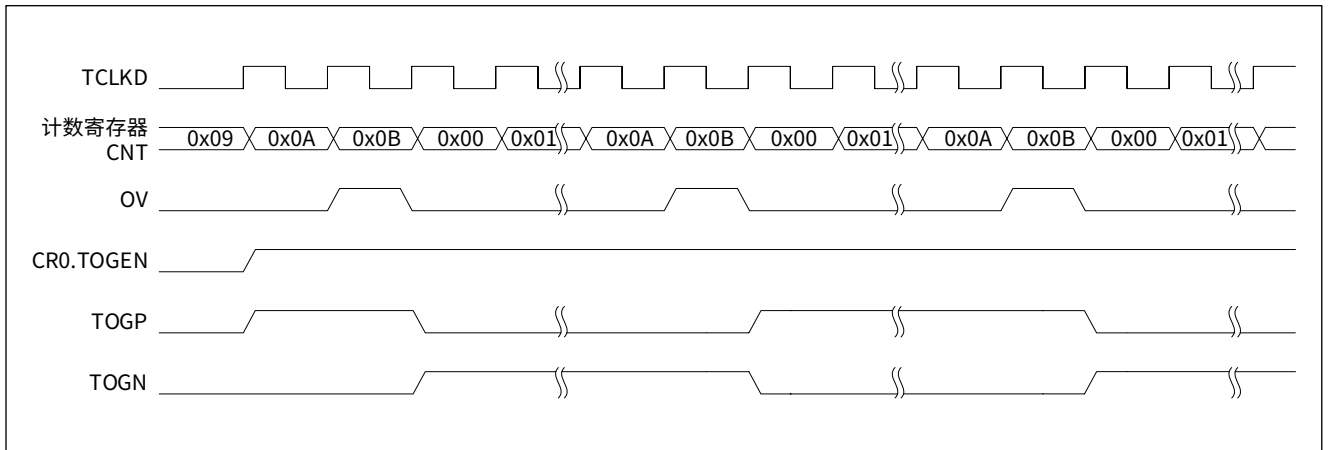 TCLKD
计数寄存器
CNT
0x09 0x0A 0x0B 0x00 0x01 0x0A 0x0B 0x00 0x01 0x0A 0x0B 0x00 0x01
OV
CR0.TOGEN
TOGP
TOGN